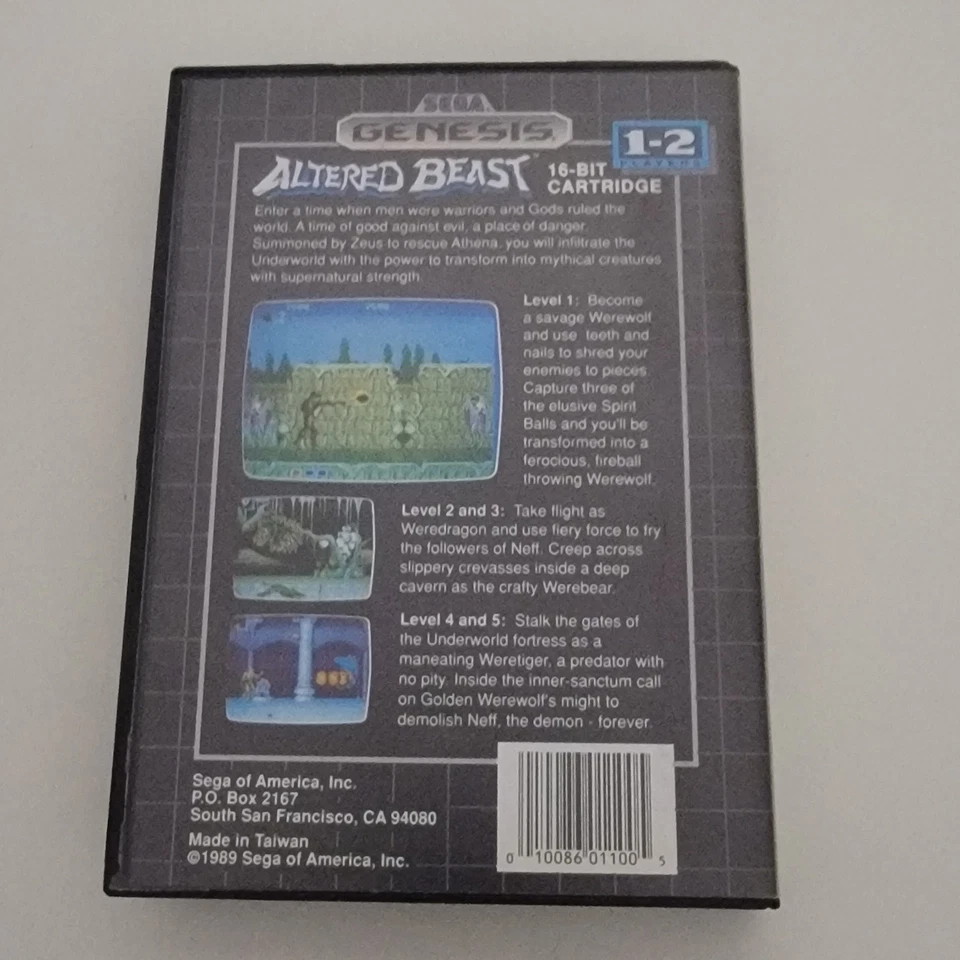 SEGA
GENESIS
1-2
PLAYERS
ALTERED BEAST™
16-BIT
CARTRIDGE
Enter a time when men were warriors and Gods ruled the
world. A time of good against evil, a place of danger.
Summoned by Zeus to rescue Athena, you will infiltrate the
Underworld with the power to transform into mythical creatures
with supernatural strength.
Level 1: Become
a savage Werewolf
and use teeth and
nails to shred your
enemies to pieces.
Capture three of
the elusive Spirit
Balls and you'll be
transformed into a
ferocious, fireball
throwing Werewolf.
Level 2 and 3: Take flight as
Weredragon and use fiery force to fry
the followers of Neff. Creep across
slippery crevasses inside a deep
cavern as the crafty Werebear.
Level 4 and 5: Stalk the gates of
the Underworld fortress as a
maneating Weretiger, a predator with
no pity. Inside the inner-sanctum call
on Golden Werewolf's might to
demolish Neff, the demon - forever.
Sega of America, Inc.
P.O. Box 2167
South San Francisco, CA 94080
Made in Taiwan
©1989 Sega of America, Inc.
0 10086 01100 5